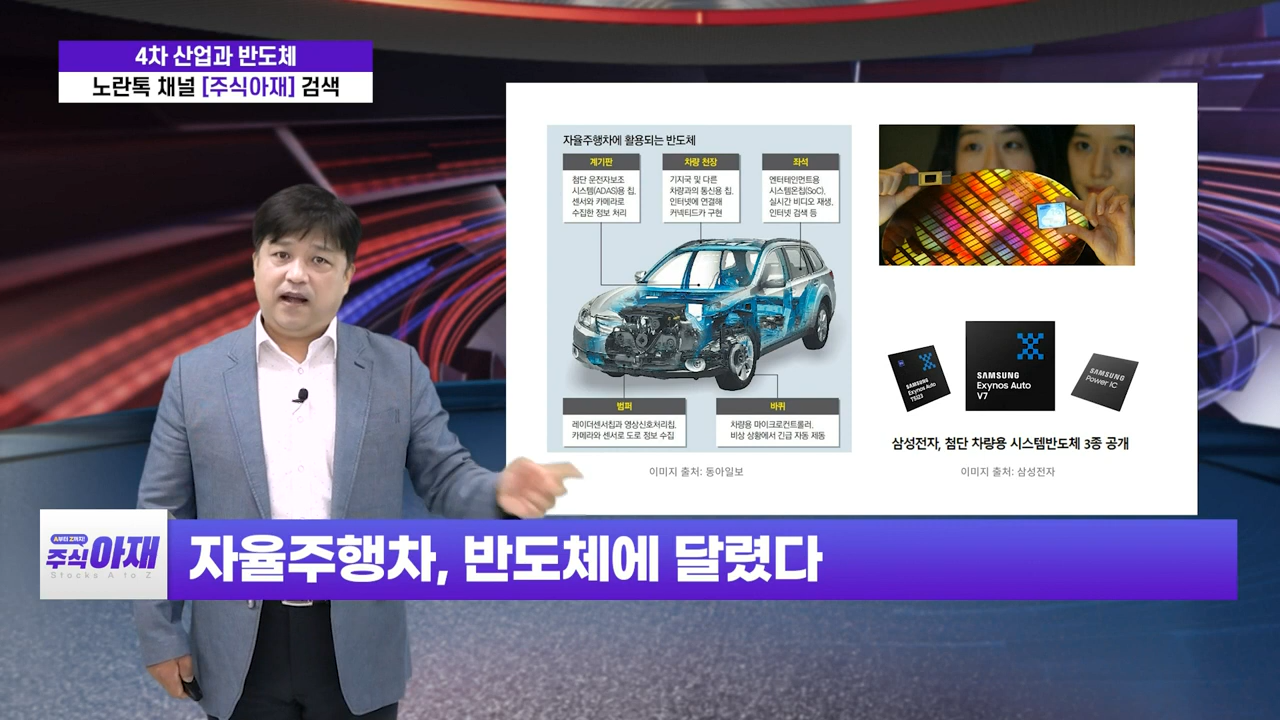 4차 산업과 반도체
노란톡 채널 [주식아재] 검색
자율주행차에 활용되는 반도체
계기판
첨단 운전자보조
시스템(ADAS)용 칩.
센서와 카메라로
수집한 정보 처리
차량 천장
기지국 및 다른
차량과의 통신용 칩.
인터넷에 연결해
커넥티드카 구현
좌석
엔터테인먼트용
시스템온칩(SoC).
실시간 비디오 재생,
인터넷 검색 등
범퍼
레이더센서칩과 영상신호처리칩.
카메라와 센서로 도로 정보 수집
바퀴
차량용 마이크로컨트롤러.
비상 상황에서 긴급 자동 제동
이미지 출처: 동아일보
SAMSUNG
Exynos Auto
T5123
SAMSUNG
Exynos Auto
V7
SAMSUNG
Power IC
삼성전자, 첨단 차량용 시스템반도체 3종 공개
이미지 출처: 삼성전자
A부터 Z까지!
주식아재
Stocks A to Z
자율주행차, 반도체에 달렸다